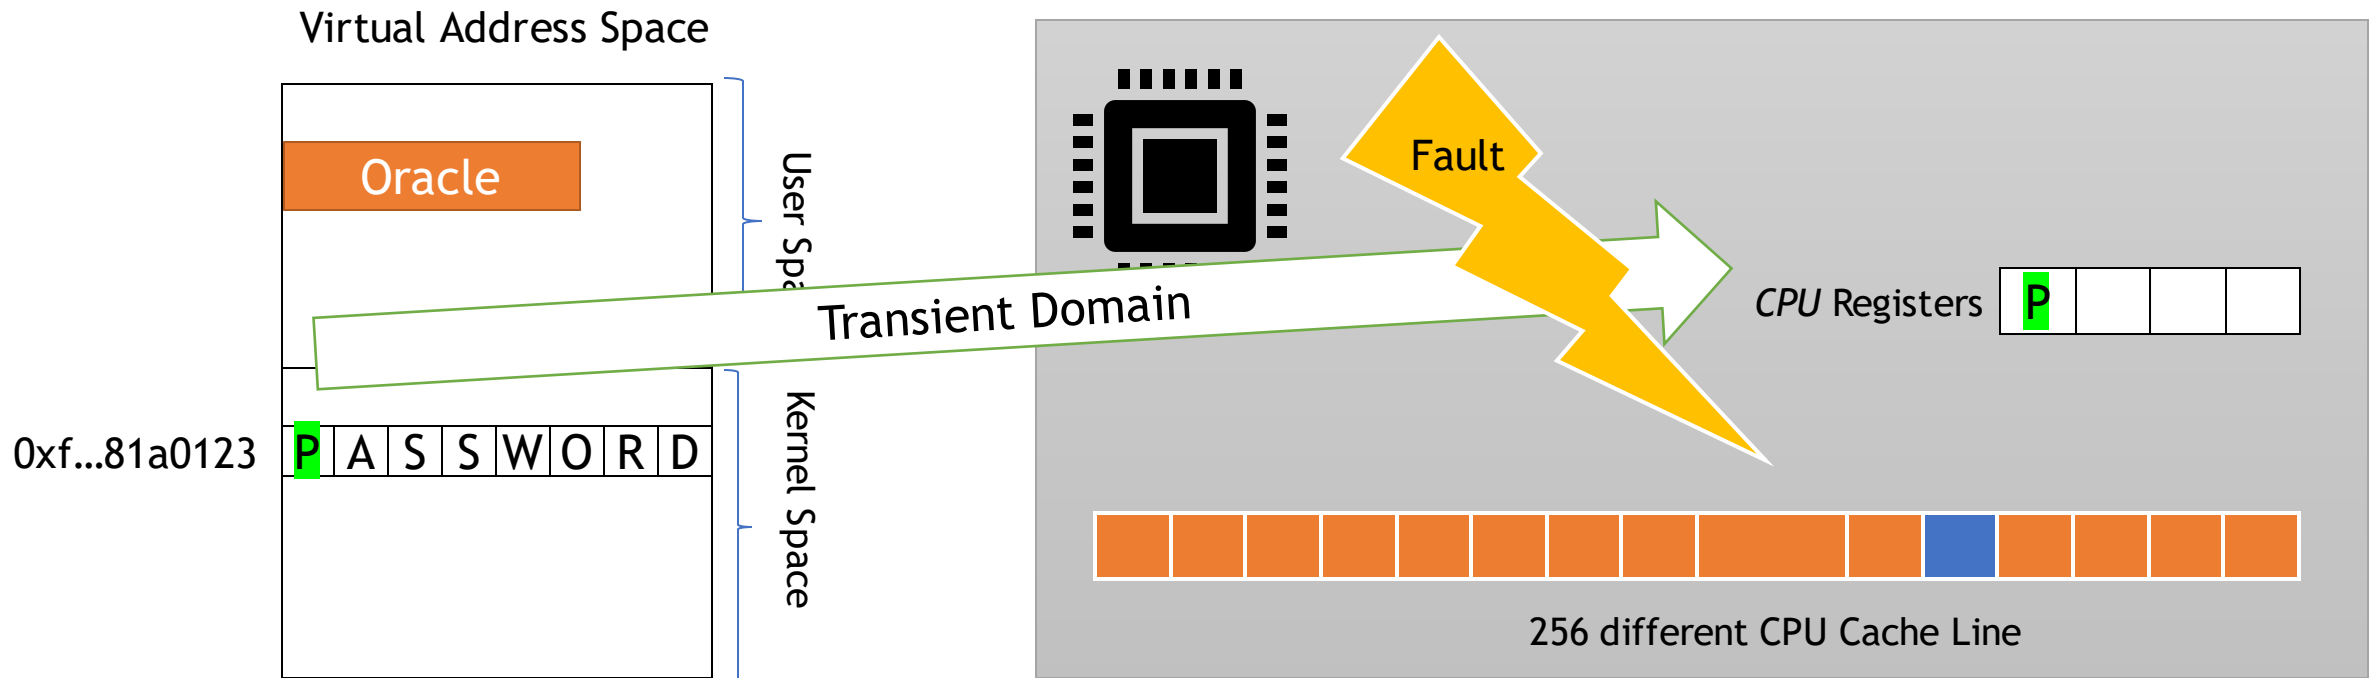 Virtual Address Space
Oracle
User Spa
Fault
Transient Domain
CPU Registers
P
0xf...81a0123
P A S S W O R D
Kernel Space
256 different CPU Cache Line